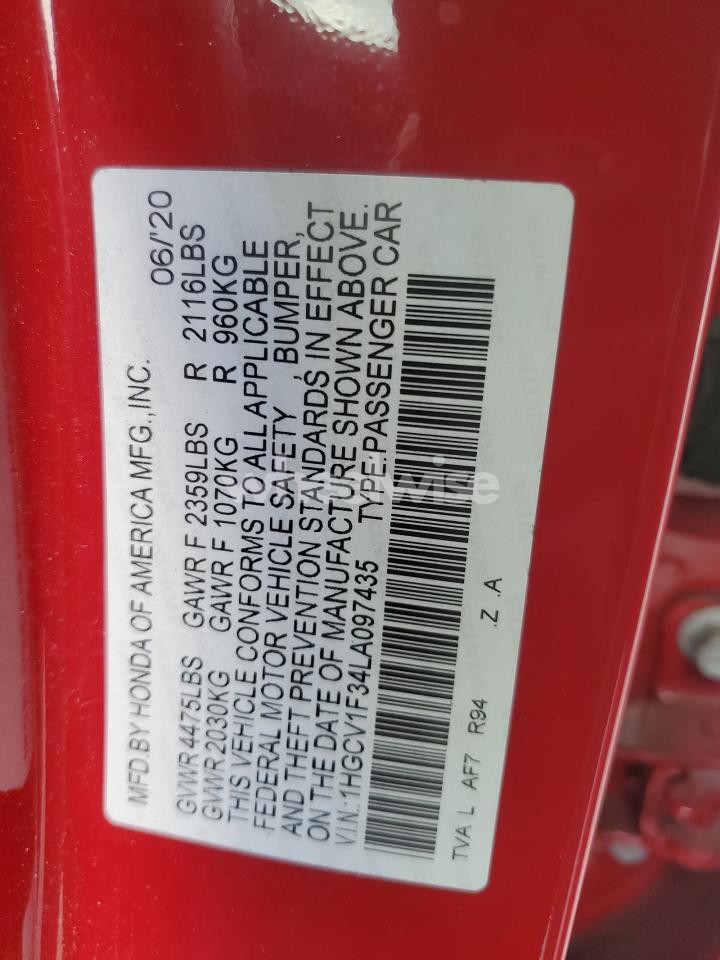 MFD.BY HONDA OF AMERICA MFG.,INC. 06/'20
GVWR 4475LBS GAWR F 2359LBS R 2116LBS
GVWR 2030KG GAWR F 1070KG R 960KG
THIS VEHICLE CONFORMS TO ALL APPLICABLE
FEDERAL MOTOR VEHICLE SAFETY , BUMPER,
AND THEFT PREVENTION STANDARDS IN EFFECT
ON THE DATE OF MANUFACTURE SHOWN ABOVE.
V.I.N.:1HGCV1F34LA097435 TYPE:PASSENGER CAR
TVA L AF7 R94 .Z .A